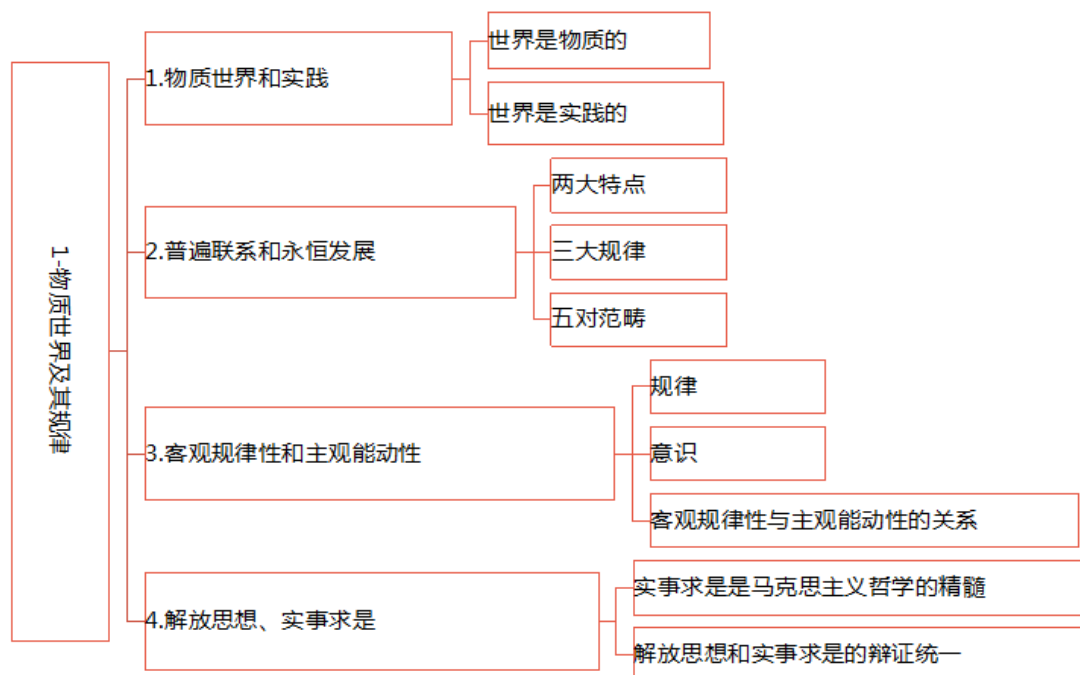 1-物质世界及其规律
1.物质世界和实践
世界是物质的
世界是实践的
2.普遍联系和永恒发展
两大特点
三大规律
五对范畴
3.客观规律性和主观能动性
规律
意识
客观规律性与主观能动性的关系
4.解放思想、实事求是
实事求是是马克思主义哲学的精髓
解放思想和实事求是的辩证统一